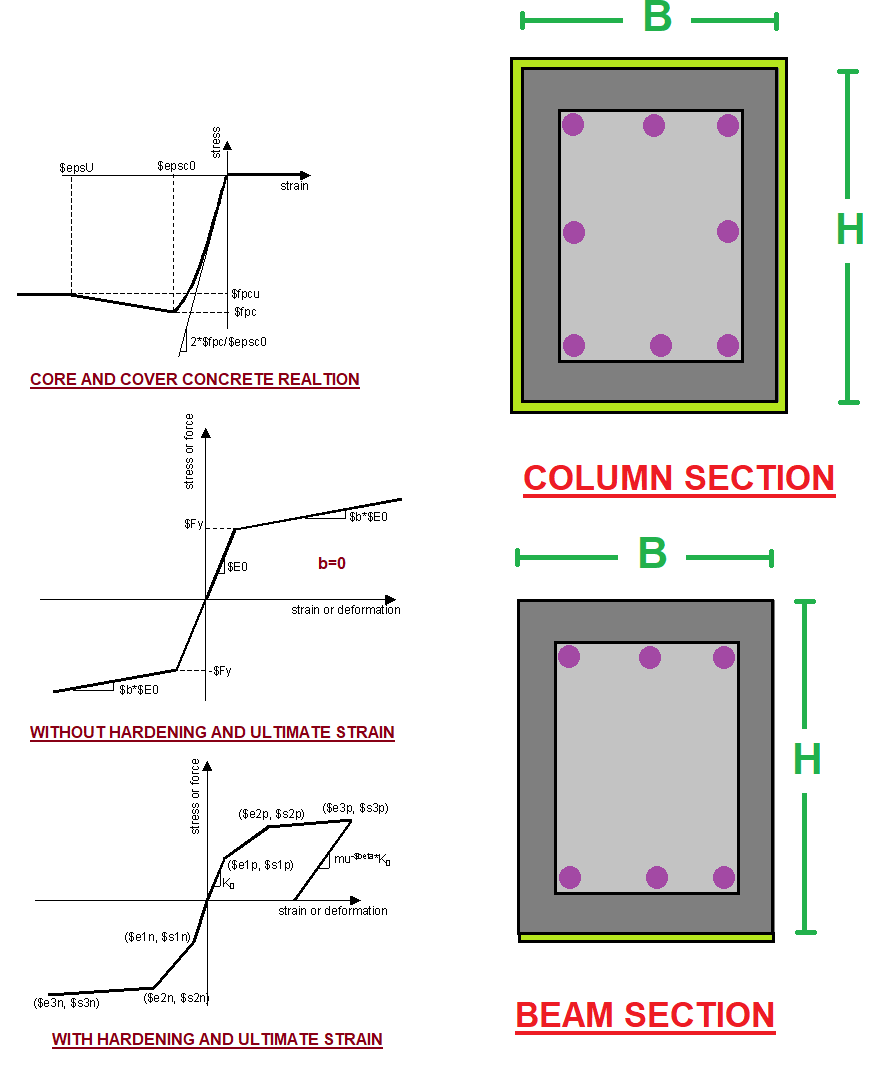 stress
$epsU
$epsc0
strain
$fpcu
$fpc
2*$fpc/$epsc0
CORE AND COVER CONCRETE REALTION
stress or force
$Fy
$b*$E0
$E0
b=0
strain or deformation
-$Fy
$b*$E0
WITHOUT HARDENING AND ULTIMATE STRAIN
stress or force
($e2p, $s2p)
($e3p, $s3p)
($e1p, $s1p)
mu-$beta*K0
K0
strain or deformation
($e1n, $s1n)
($e2n, $s2n)
($e3n, $s3n)
WITH HARDENING AND ULTIMATE STRAIN
B
H
COLUMN SECTION
B
H
BEAM SECTION